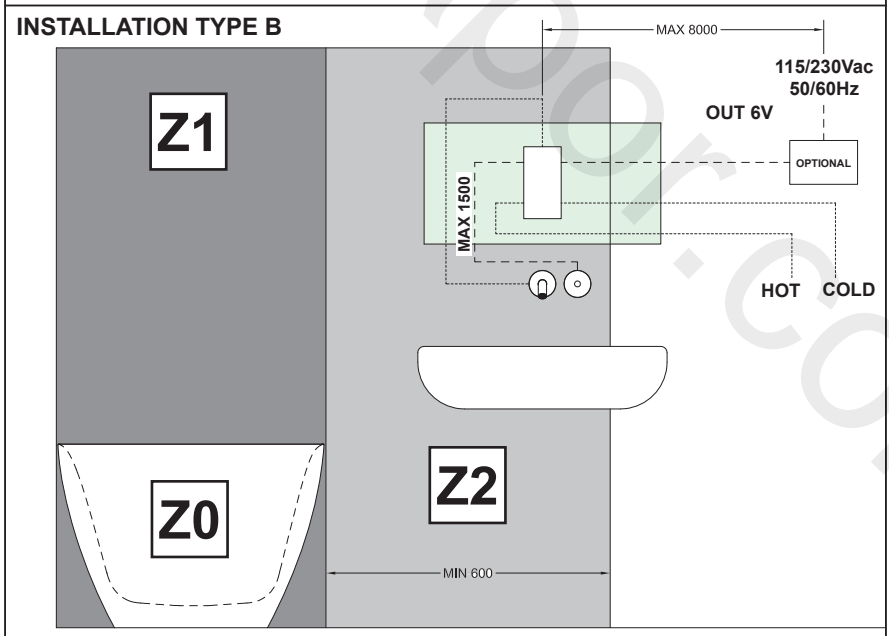 INSTALLATION TYPE B
MAX 8000
115/230Vac
50/60Hz
OUT 6V
Z1
OPTIONAL
MAX 1500
HOT COLD
Z2
Z0
MIN 600